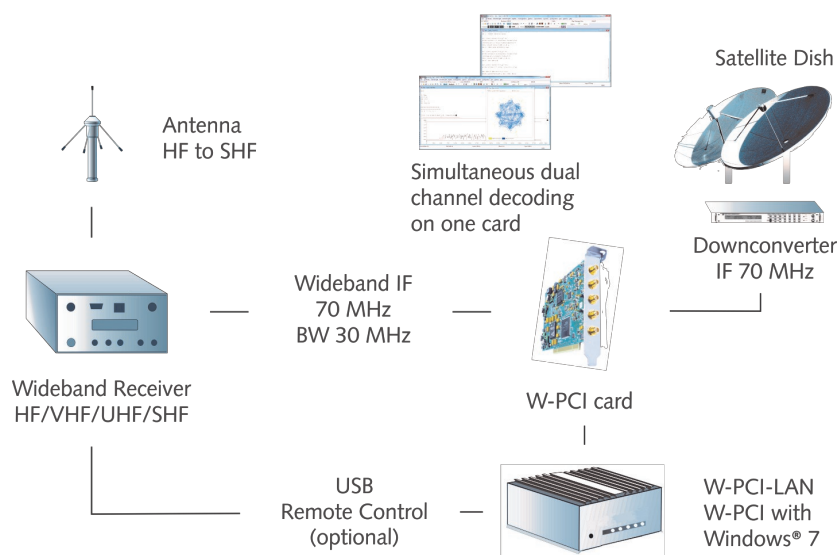 Satellite Dish
Antenna
HF to SHF
Simultaneous dual
channel decoding
on one card
Downconverter
IF 70 MHz
Wideband IF
70 MHz
BW 30 MHz
Wideband Receiver
HF/VHF/UHF/SHF
W-PCI card
USB
Remote Control
(optional)
W-PCI-LAN
W-PCI with
Windows® 7